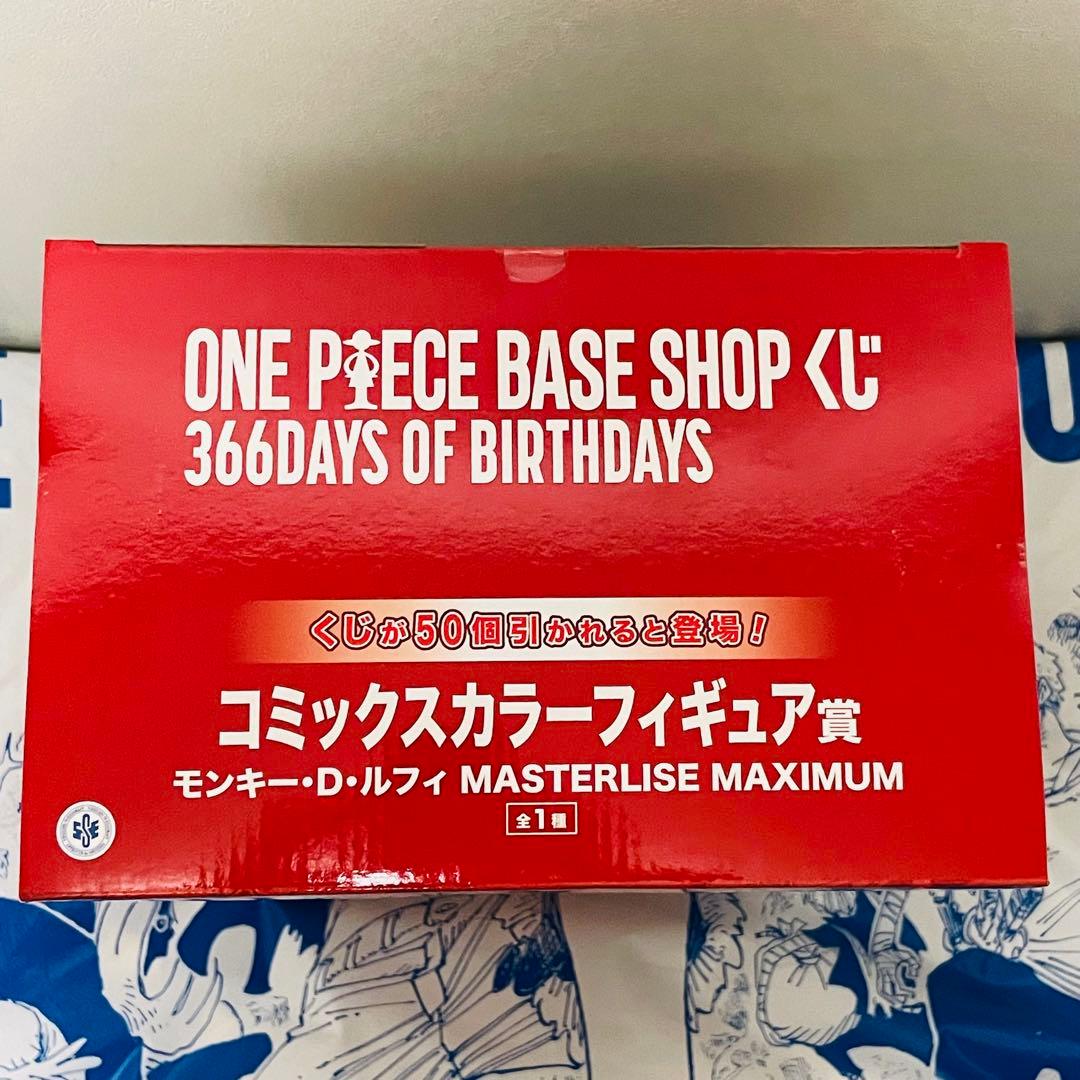 ONE PIECE BASE SHOP くじ
366DAYS OF BIRTHDAYS
くじが50個引かれると登場！
コミックスカラーフィギュア賞
モンキー・D・ルフィ MASTERLISE MAXIMUM
全1種